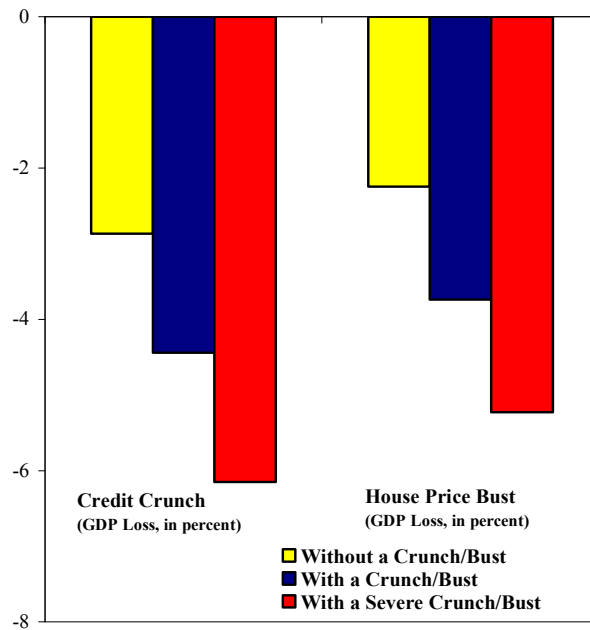 0
-2
-4
-6
-8
Credit Crunch
(GDP Loss, in percent)
House Price Bust
(GDP Loss, in percent)
Without a Crunch/Bust
With a Crunch/Bust
With a Severe Crunch/Bust